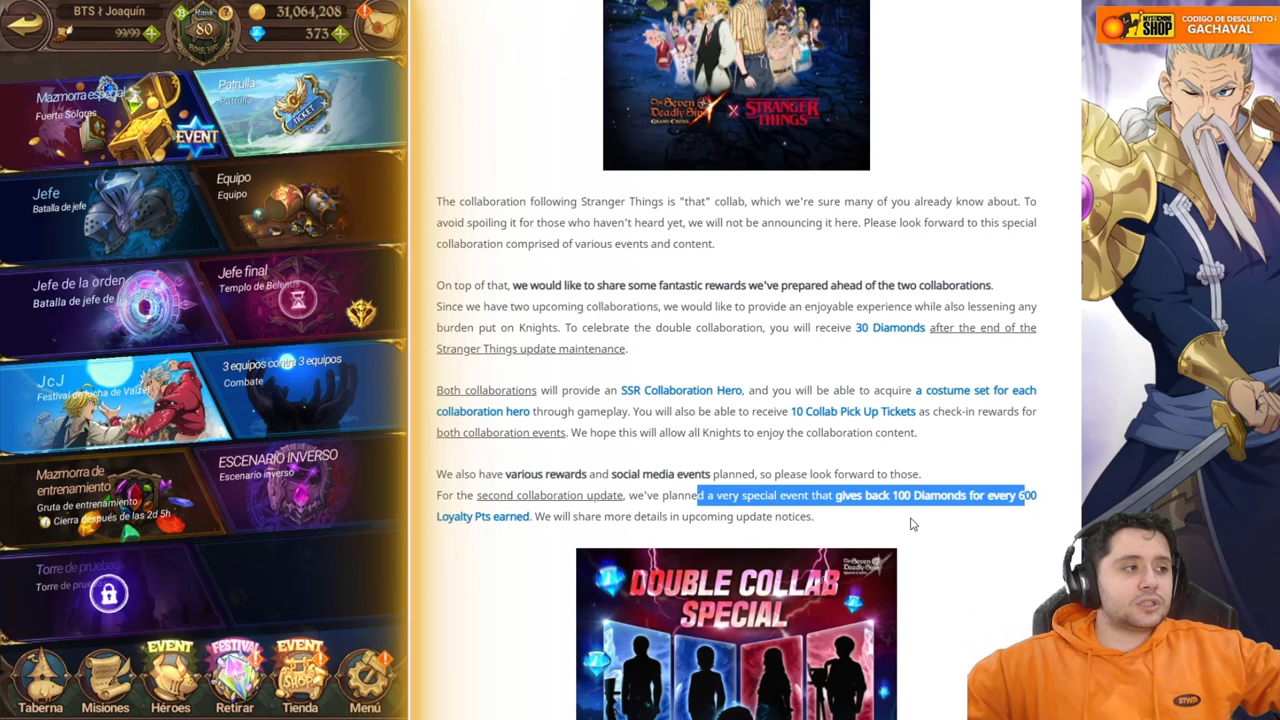 BTS ł Joaquín
99/99
Rank
80
31,064,208
373
Mazmorra especial
Fuerte Solgres
EVENT
Patrulla
Patrulla
TICKET
Jefe
Batalla de jefe
Equipo
Equipo
Jefe de la orden
Batalla de jefe de
Jefe final
Templo de Belenus
JcJ
Festival de lucha de Vaizel
3 equipos contra 3 equipos
Combate
Mazmorra de
entrenamiento
Gruta de entrenamiento
Cierra después de las 2d 5h
ESCENARIO INVERSO
Escenario inverso
Torre de pruebas
Torre de pruebas
EVENT
FESTIVAL
EVENT
SHOP
Taberna
Misiones
Héroes
Retirar
Tienda
Menú
The Seven
Deadly Sins
GRAND CROSS
X
STRANGER
THINGS
The collaboration following Stranger Things is "that" collab, which we're sure many of you already know about. To
avoid spoiling it for those who haven't heard yet, we will not be announcing it here. Please look forward to this special
collaboration comprised of various events and content.
On top of that, we would like to share some fantastic rewards we've prepared ahead of the two collaborations.
Since we have two upcoming collaborations, we would like to provide an enjoyable experience while also lessening any
burden put on Knights. To celebrate the double collaboration, you will receive 30 Diamonds after the end of the
Stranger Things update maintenance.
Both collaborations will provide an SSR Collaboration Hero, and you will be able to acquire a costume set for each
collaboration hero through gameplay. You will also be able to receive 10 Collab Pick Up Tickets as check-in rewards for
both collaboration events. We hope this will allow all Knights to enjoy the collaboration content.
We also have various rewards and social media events planned, so please look forward to those.
For the second collaboration update, we've planned a very special event that gives back 100 Diamonds for every 600
Loyalty Pts earned. We will share more details in upcoming update notices.
The Seven
Deadly Sins
DOUBLE COLLAB
SPECIAL
MYSTICMINE
SHOP
CODIGO DE DESCUENTO
GACHAVAL
STWD